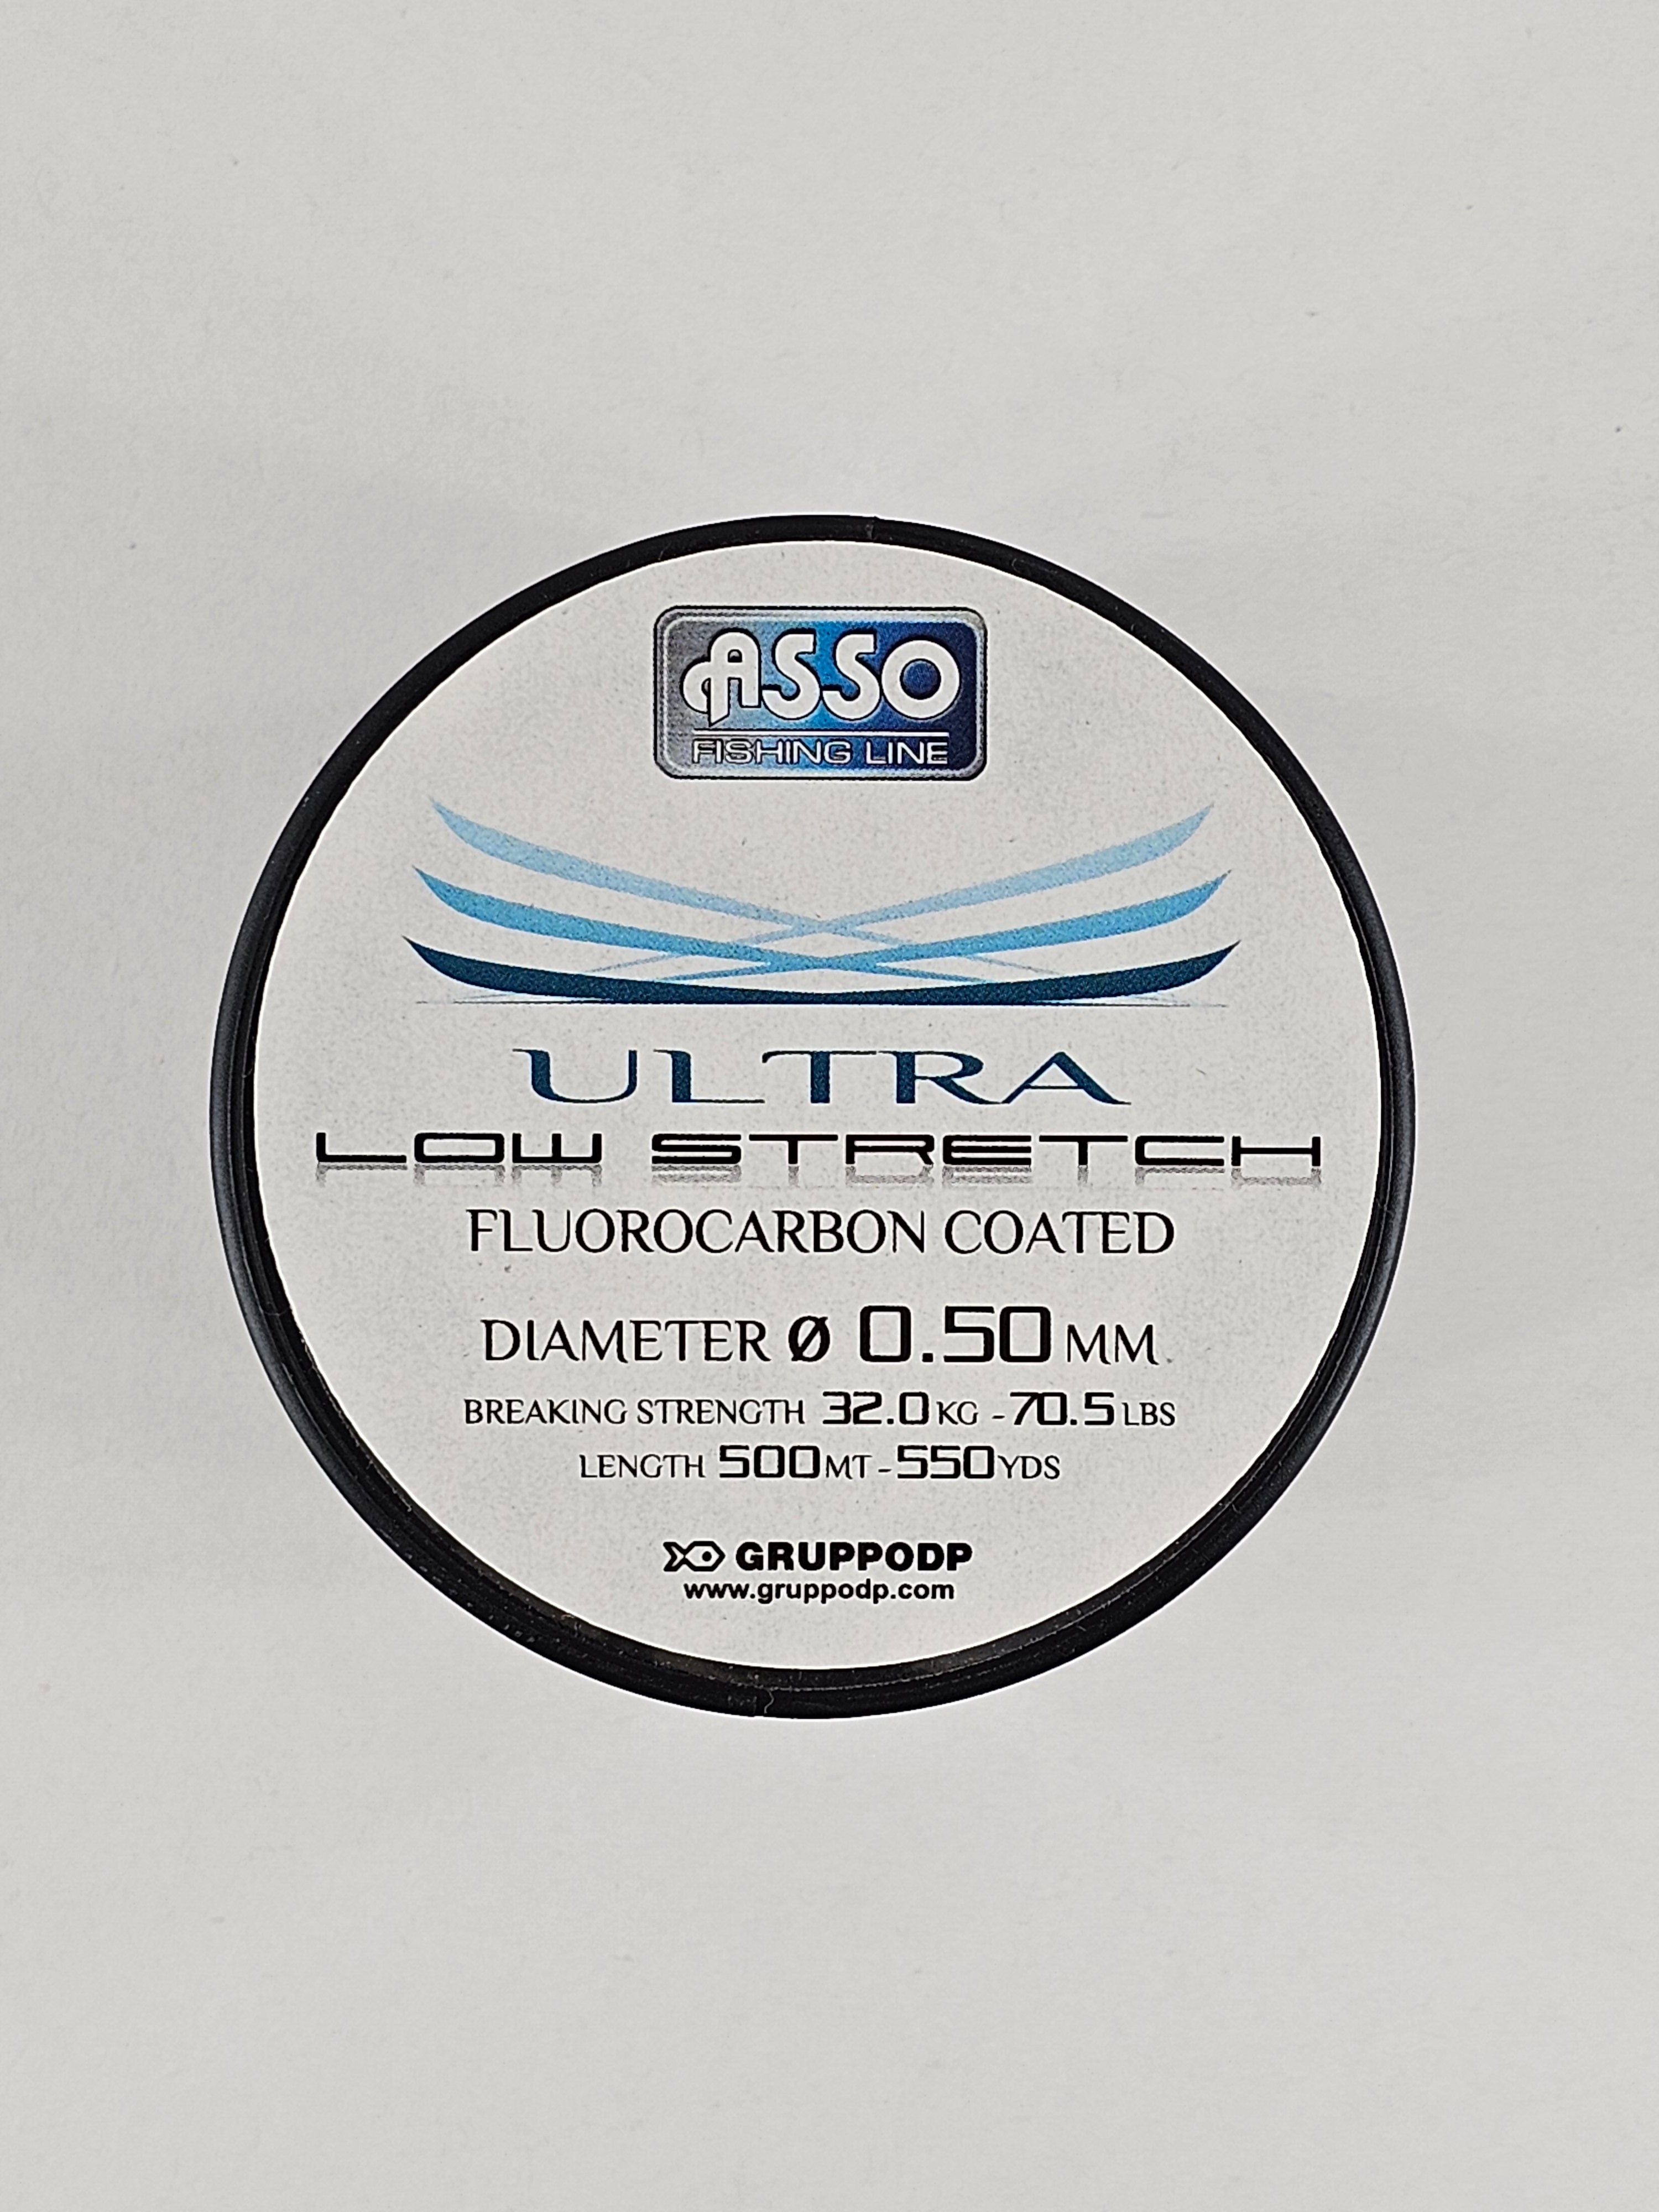 ASSO
FISHING LINE
ULTRA
LOW STRETCH
FLUOROCARBON COATED
DIAMETER Ø 0.50 MM
BREAKING STRENGTH 32.0 KG - 70.5 LBS
LENGTH 500 MT - 550 YDS
GRUPPODP
www.gruppodp.com